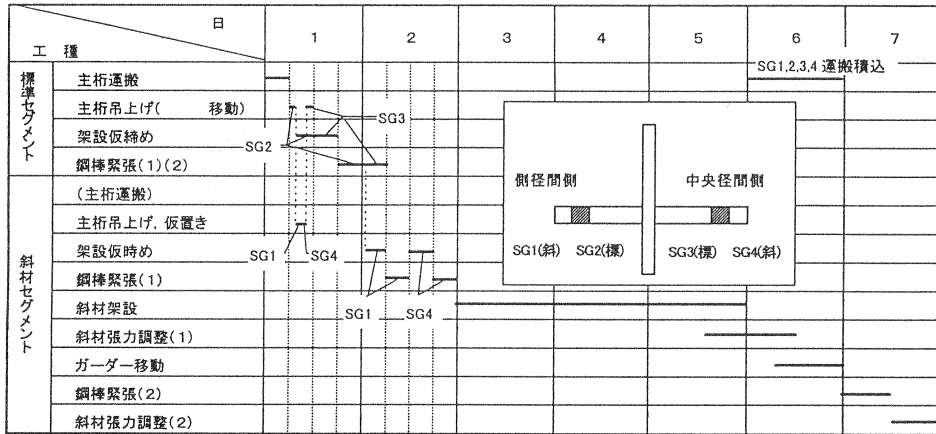 日
工 種
1 2 3 4 5 6 7
標準セグメント
主桁運搬
SG1,2,3,4 運搬積込
主桁吊上げ( 移動)
SG3
架設仮締め
SG2
鋼棒緊張(1)(2)
斜材セグメント
(主桁運搬)
主桁吊上げ, 仮置き
架設仮時め
SG1 SG4
鋼棒緊張(1)
斜材架設
SG1 SG4
斜材張力調整(1)
ガーダー移動
鋼棒緊張(2)
斜材張力調整(2)
側径間側 中央径間側
SG1(斜) SG2(標) SG3(標) SG4(斜)